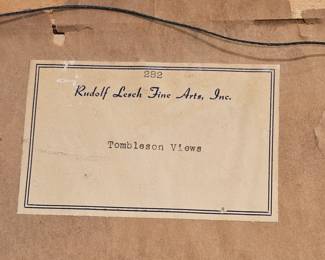 282
Rudolf Lesch Fine Arts, Inc.
Tombleson Views